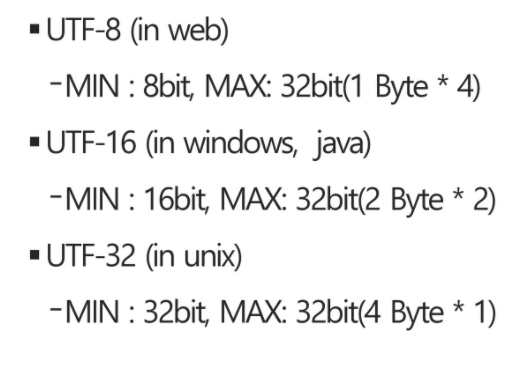 ▪UTF-8 (in web)
-MIN : 8bit, MAX: 32bit(1 Byte * 4)
▪UTF-16 (in windows, java)
-MIN : 16bit, MAX: 32bit(2 Byte * 2)
▪UTF-32 (in unix)
-MIN : 32bit, MAX: 32bit(4 Byte * 1)